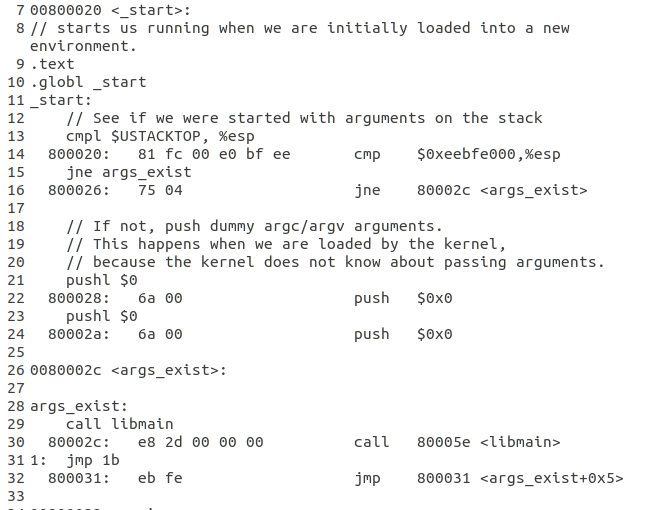 7 00800020 <_start>:
8 // starts us running when we are initially loaded into a new
environment.
9 .text
10 .globl _start
11 _start:
12 // See if we were started with arguments on the stack
13 cmpl $USTACKTOP, %esp
14 800020: 81 fc 00 e0 bf ee cmp $0xeebfe000,%esp
15 jne args_exist
16 800026: 75 04 jne 80002c <args_exist>
17
18 // If not, push dummy argc/argv arguments.
19 // This happens when we are loaded by the kernel,
20 // because the kernel does not know about passing arguments.
21 pushl $0
22 800028: 6a 00 push $0x0
23 pushl $0
24 80002a: 6a 00 push $0x0
25
26 0080002c <args_exist>:
27
28 args_exist:
29 call libmain
30 80002c: e8 2d 00 00 00 call 80005e <libmain>
31 1: jmp 1b
32 800031: eb fe jmp 800031 <args_exist+0x5>
33